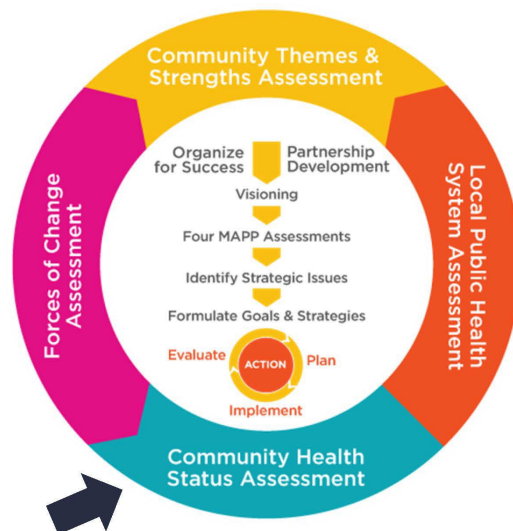 Community Themes &
Strengths Assessment
Forces of Change
Assessment
Local Public Health
System Assessment
Organize
for Success
Partnership
Development
Visioning
Four MAPP Assessments
Identify Strategic Issues
Formulate Goals & Strategies
Evaluate
ACTION
Plan
Implement
Community Health
Status Assessment